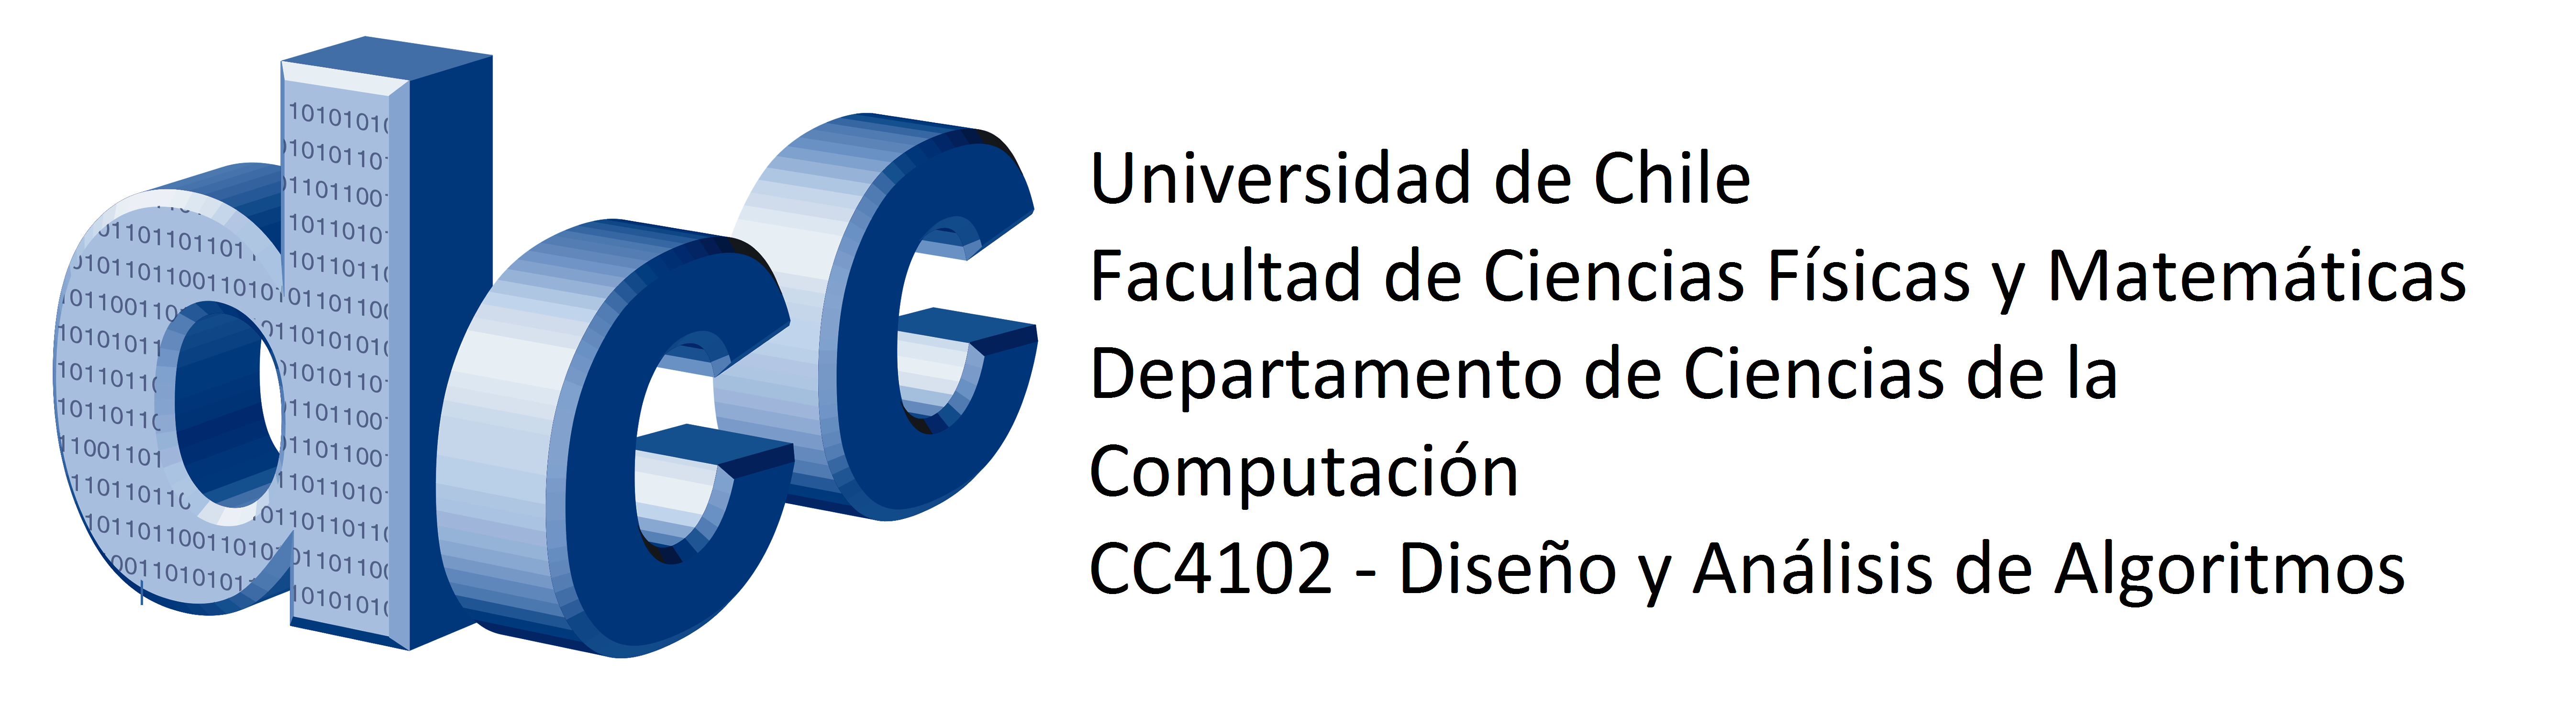 Universidad de Chile
Facultad de Ciencias Físicas y Matemáticas
Departamento de Ciencias de la
Computación
CC4102 - Diseño y Análisis de Algoritmos
dcc